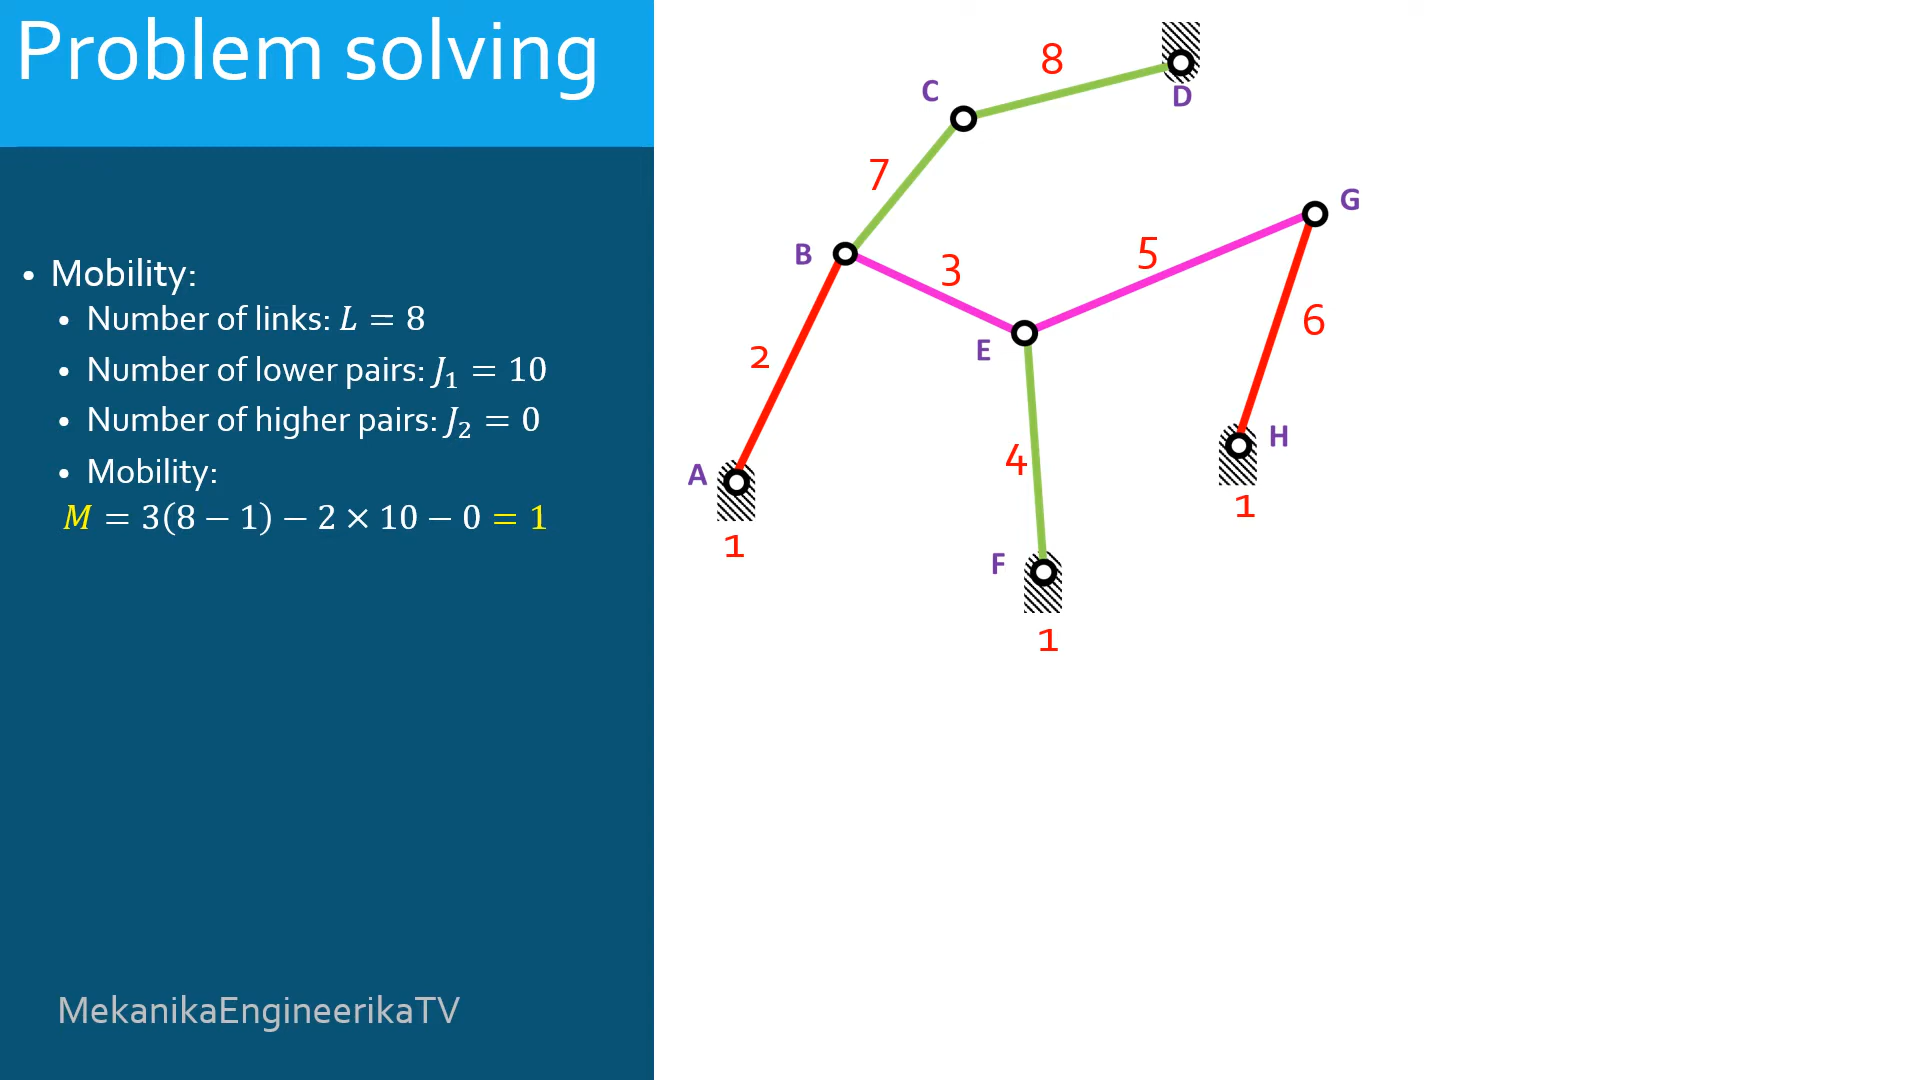 Problem solving
• Mobility:
• Number of links: L = 8
• Number of lower pairs: J₁ = 10
• Number of higher pairs: J₂ = 0
• Mobility:
M = 3(8 − 1) − 2 × 10 − 0 = 1
MekanikaEngineerikaTV
8
D
C
7
G
B
3
5
6
E
2
4
H
A
1
1
F
1